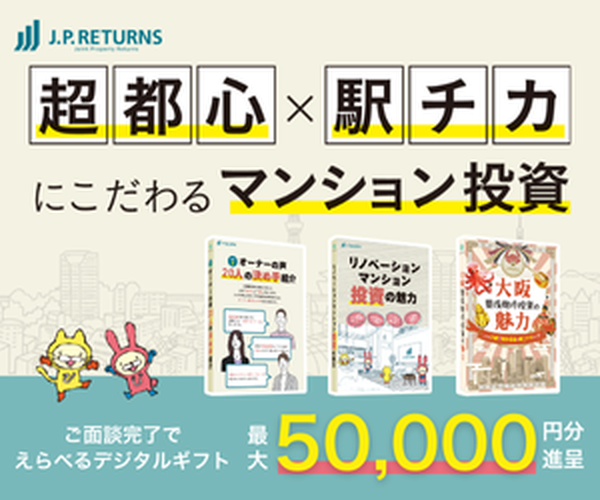 J.P.RETURNS
Joint Property Returns
超都心×駅チカ
にこだわるマンション投資
オーナーの声
20人の決め手紹介
リノベーション
マンション
投資の魅力
大阪
魅力
ご面談完了で
えらべるデジタルギフト
最大
50,000
円分
進呈